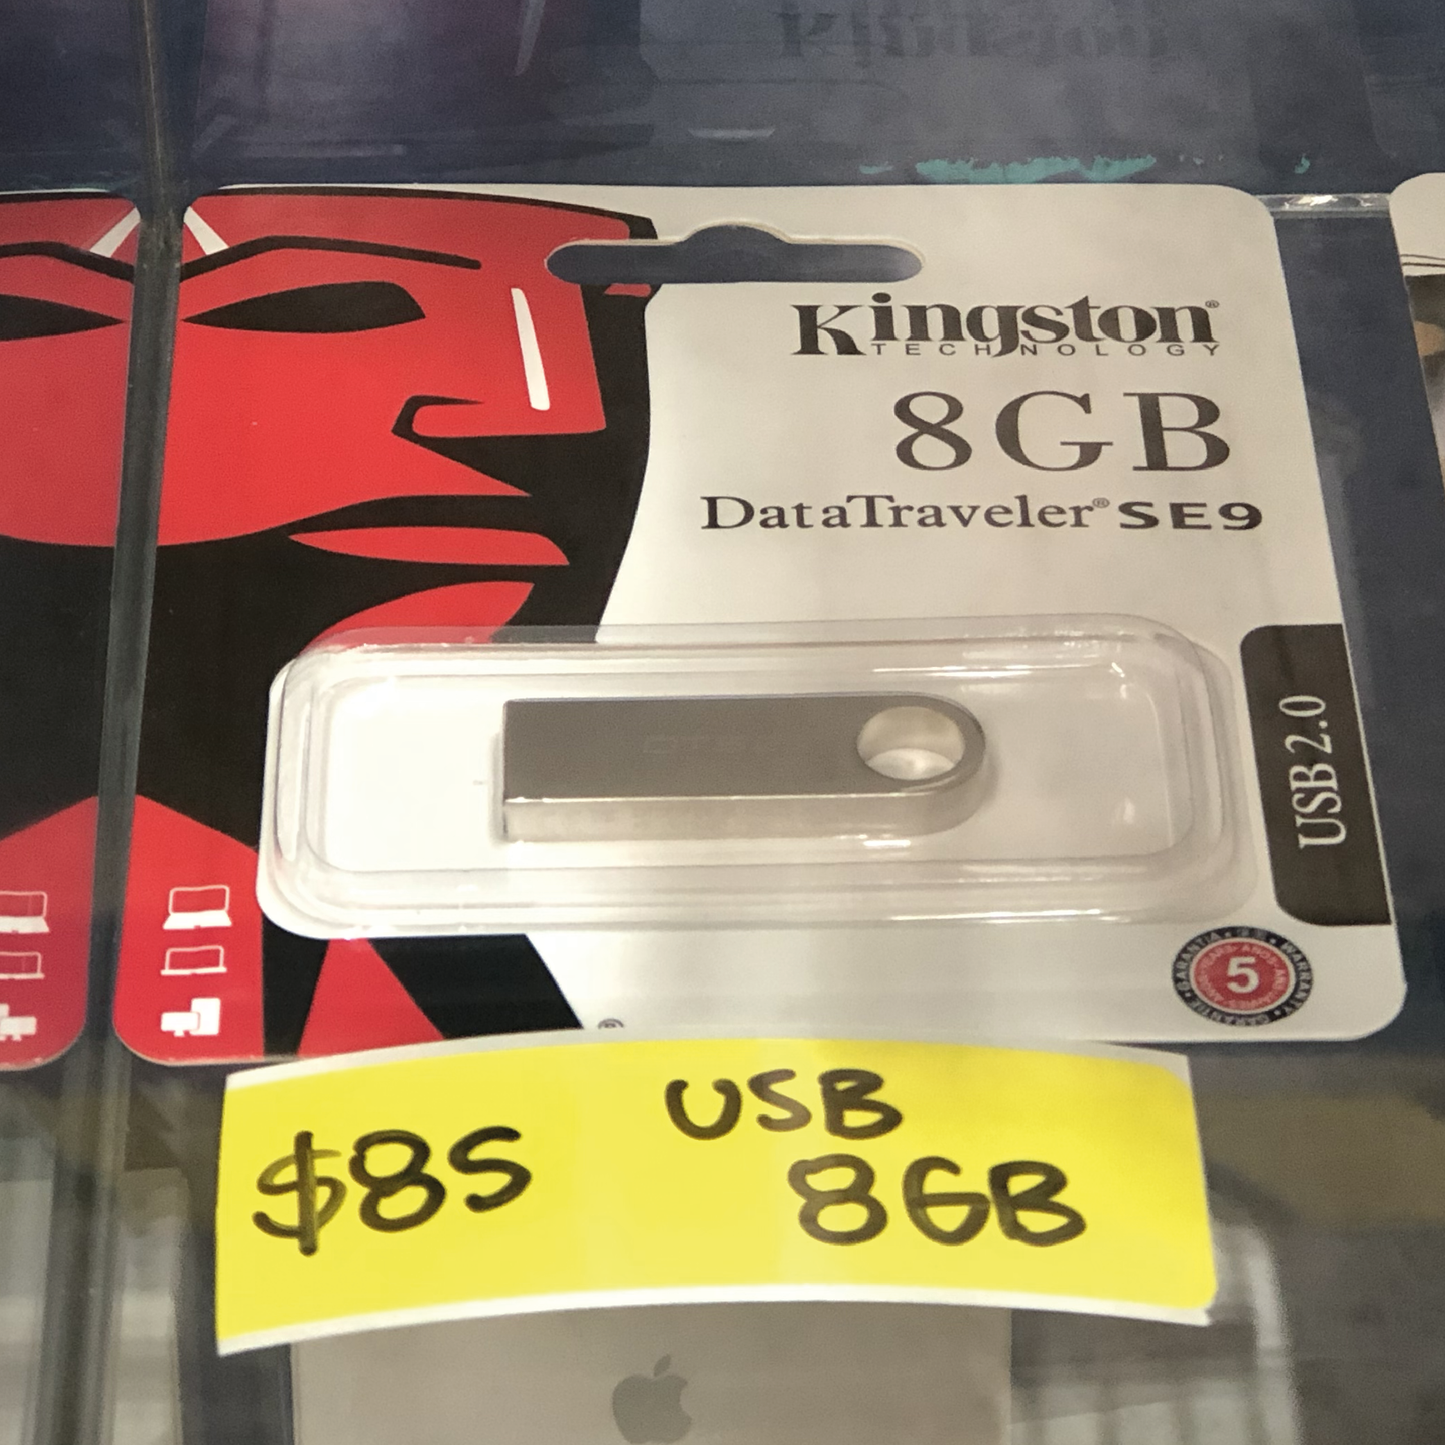 Kingston®
TECHNOLOGY
8GB
DataTraveler® SE9
USB 2.0
5
®
$85
USB
8GB